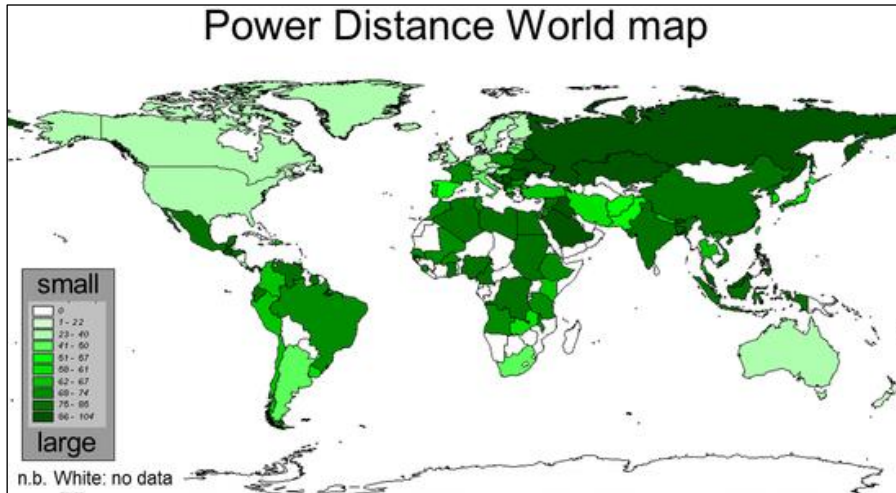 Power Distance World map
small
0
1 - 22
23 - 40
41 - 50
51 - 57
58 - 61
62 - 67
68 - 74
75 - 85
86 - 104
large
n.b. White: no data